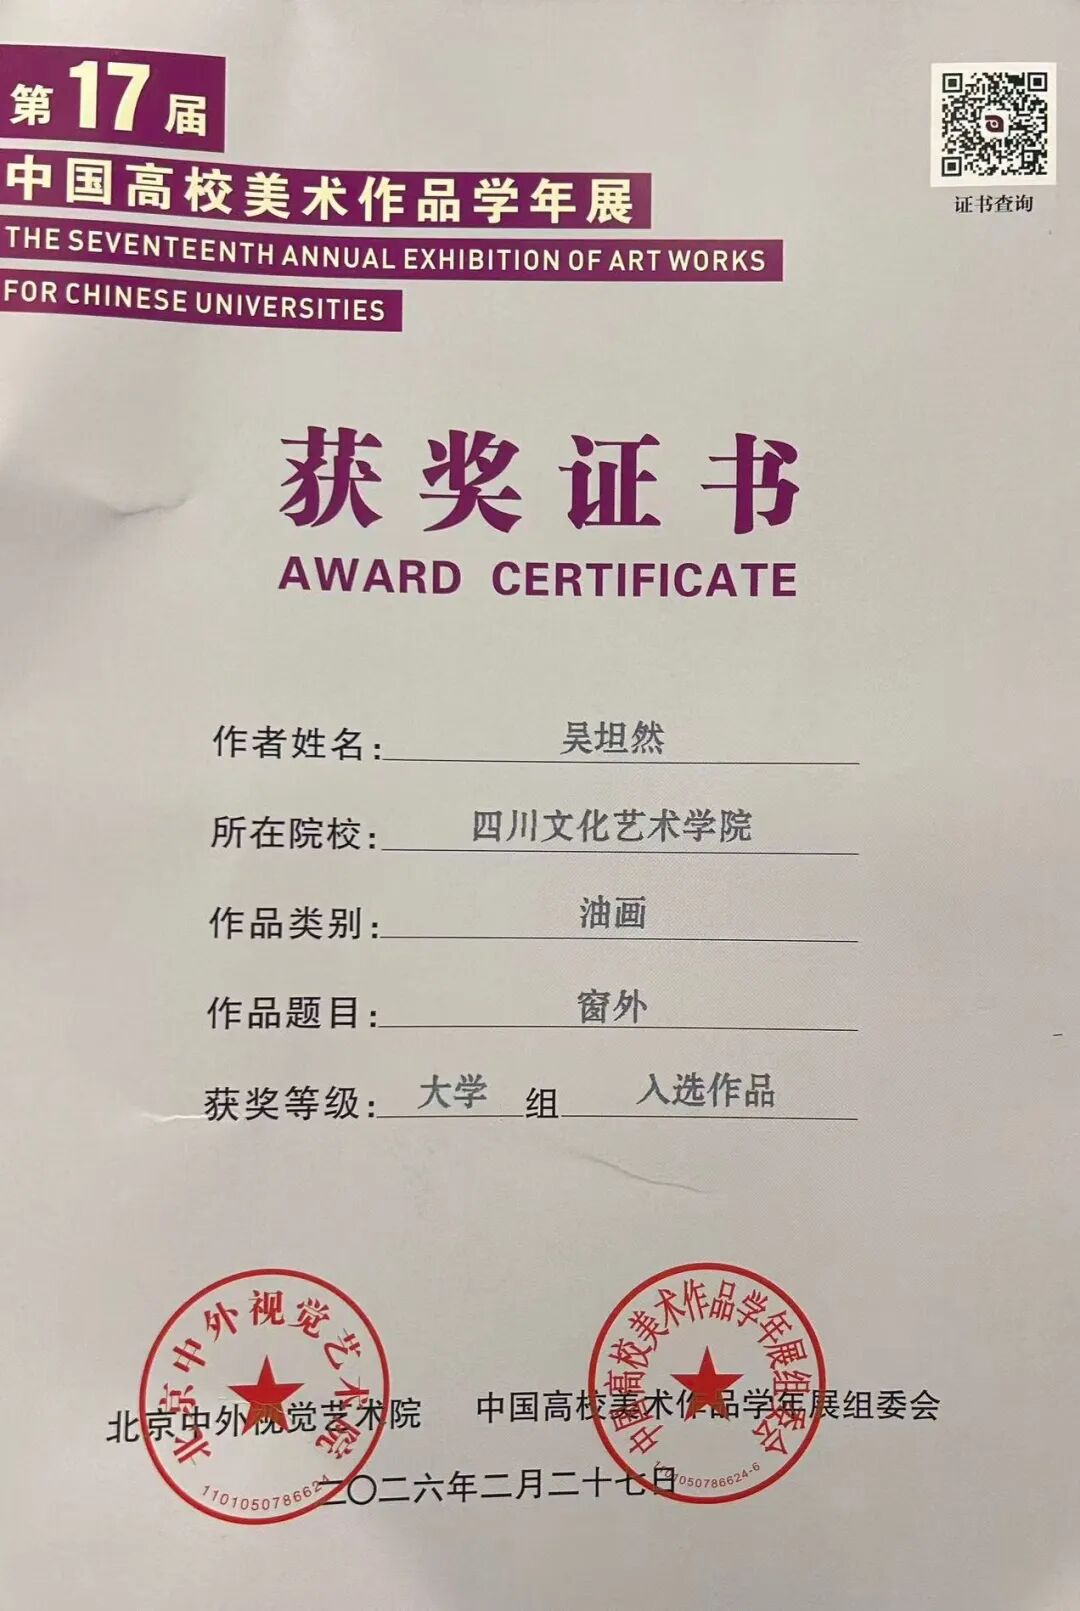 第17届
中国高校美术作品学年展
THE SEVENTEENTH ANNUAL EXHIBITION OF ART WORKS
FOR CHINESE UNIVERSITIES
证书查询
获奖证书
AWARD CERTIFICATE
作者姓名：吴坦然
所在院校：四川文化艺术学院
作品类别：油画
作品题目：窗外
获奖等级：大学组 入选作品
北京中外视觉艺术院
1101050786624
中国高校美术作品学年展组委会
1101050786624-6
北京中外视觉艺术院 中国高校美术作品学年展组委会
二〇二六年二月二十七日